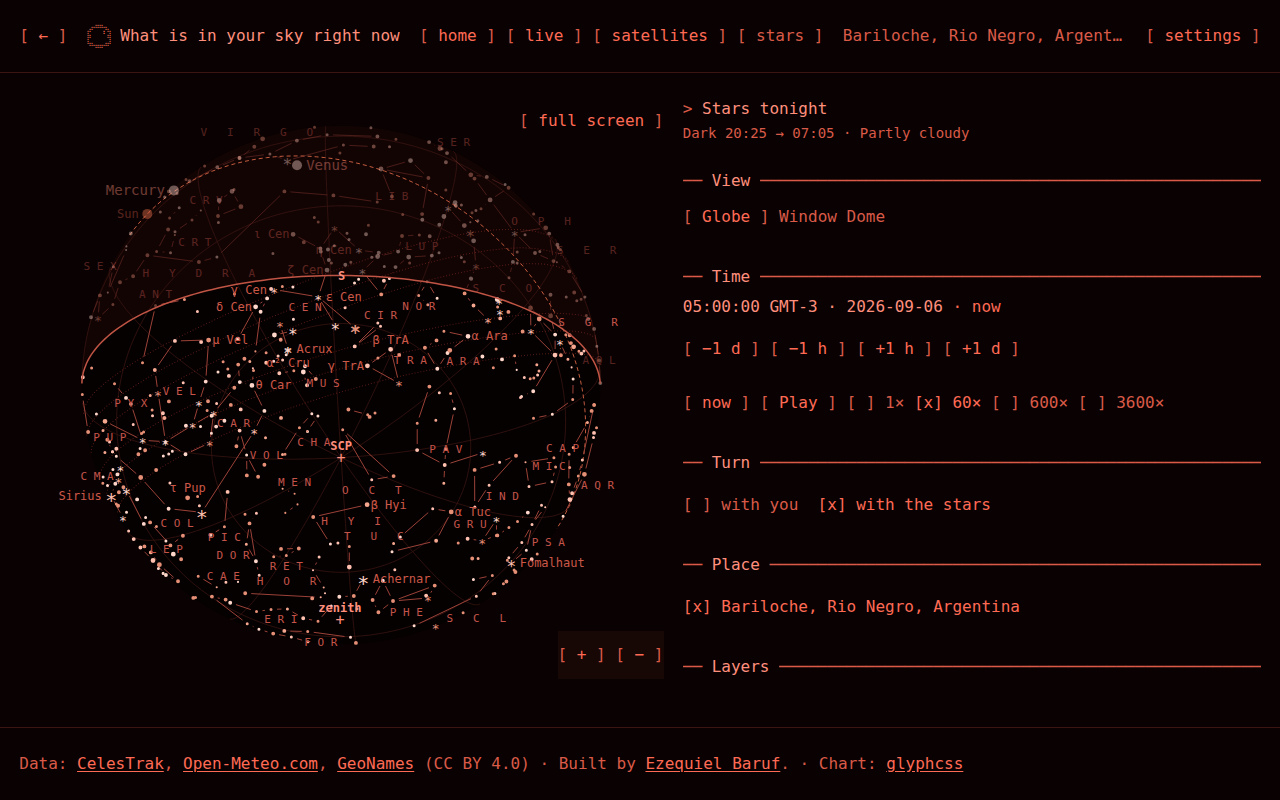 [ ← ] What is in your sky right now [ home ] [ live ] [ satellites ] [ stars ] Bariloche, Rio Negro, Argent… [ settings ]
[ full screen ]
V I R G O
S E R
Venus
Mercury
L I B
C R V
Sun
O P H
ι Cen
C R T
η Cen
L U P
S E R
S E X
H Y D R A
ζ Cen
S
S C O
A N T
γ Cen
ε Cen
δ Cen
C E N
N O R
C I R
S G R
μ Vel
β TrA
α Ara
Acrux
α¹ Cru
γ TrA
T R A
A R A
θ Car
M U S
V E L
P Y X
C A R
P U P
C H A
SCP
P A V
C A P
V O L
M I C
C M A
M E N
τ Pup
O C T
A Q R
Sirius
I N D
β Hyi
α Tuc
C O L
H Y I
G R U
P I C
T U C
P S A
L E P
D O R
R E T
Fomalhaut
C A E
H O R
Achernar
zenith
P H E
E R I
S C L
F O R
[ + ] [ − ]
> Stars tonight
Dark 20:25 → 07:05 · Partly cloudy
View
[ Globe ] Window Dome
Time
05:00:00 GMT-3 · 2026-09-06 · now
[ −1 d ] [ −1 h ] [ +1 h ] [ +1 d ]
[ now ] [ Play ] [ ] 1× [x] 60× [ ] 600× [ ] 3600×
Turn
[ ] with you [x] with the stars
Place
[x] Bariloche, Rio Negro, Argentina
Layers
Data: CelesTrak, Open-Meteo.com, GeoNames (CC BY 4.0) · Built by Ezequiel Baruf. · Chart: glyphcss